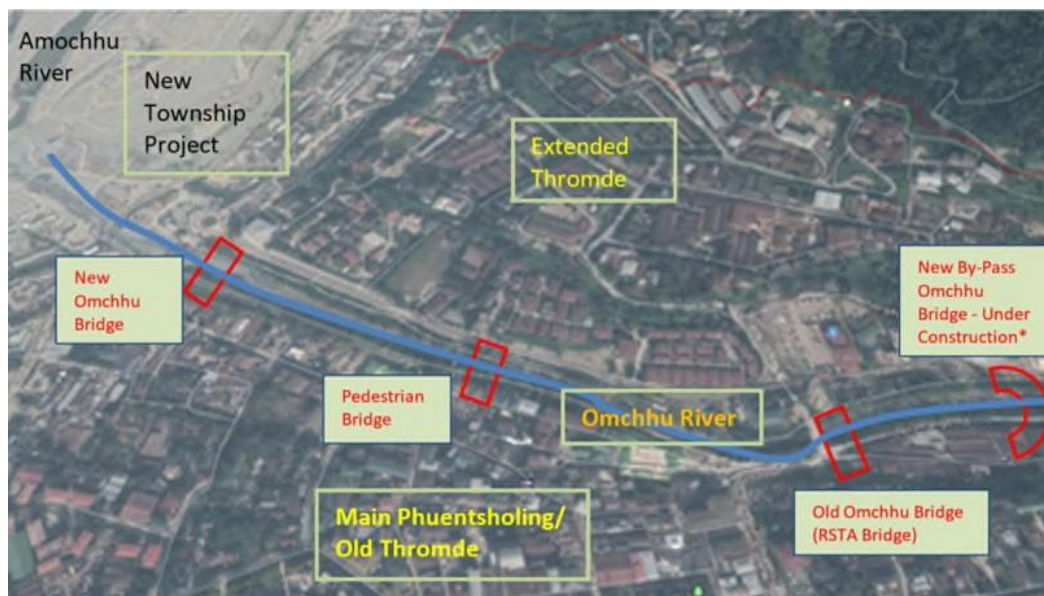 Amochhu
River
New
Township
Project
Extended
Thromde
New
Omchhu
Bridge
New By-Pass
Omchhu
Bridge - Under
Construction*
Pedestrian
Bridge
Omchhu River
Main Phuentsholing/
Old Thromde
Old Omchhu Bridge
(RSTA Bridge)